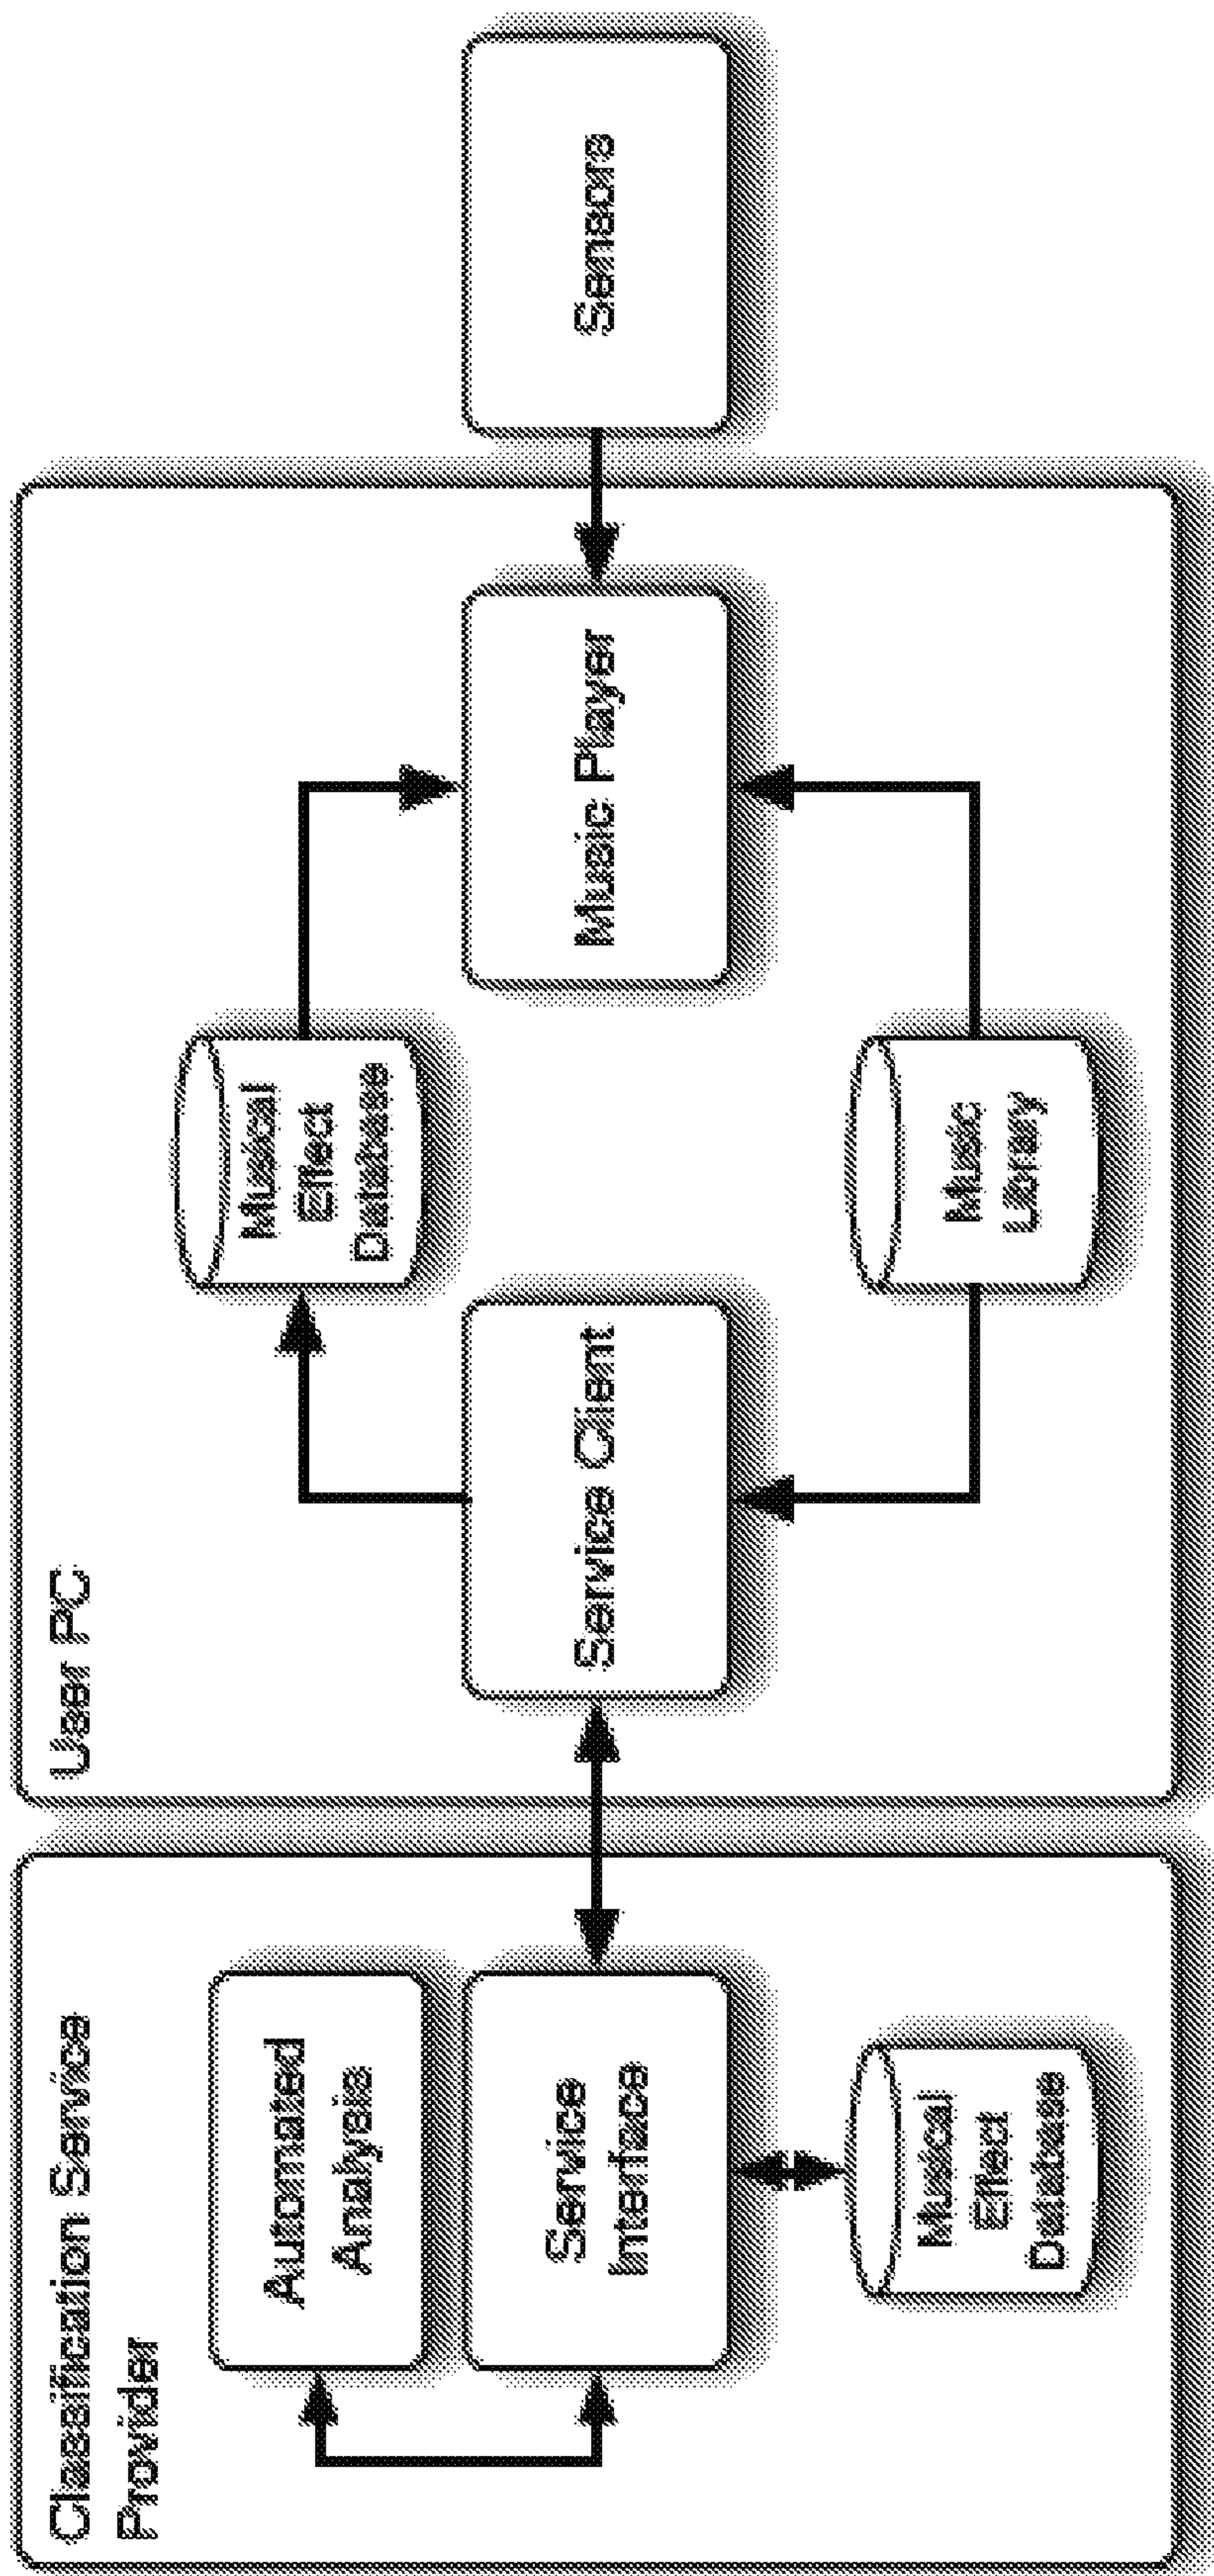 Classification Service
Provider
Automated
Analysis
Service
Interface
Musical
Effect
Database
User PC
Service Client
Musical
Effect
Database
Music
Library
Music Player
Sensors